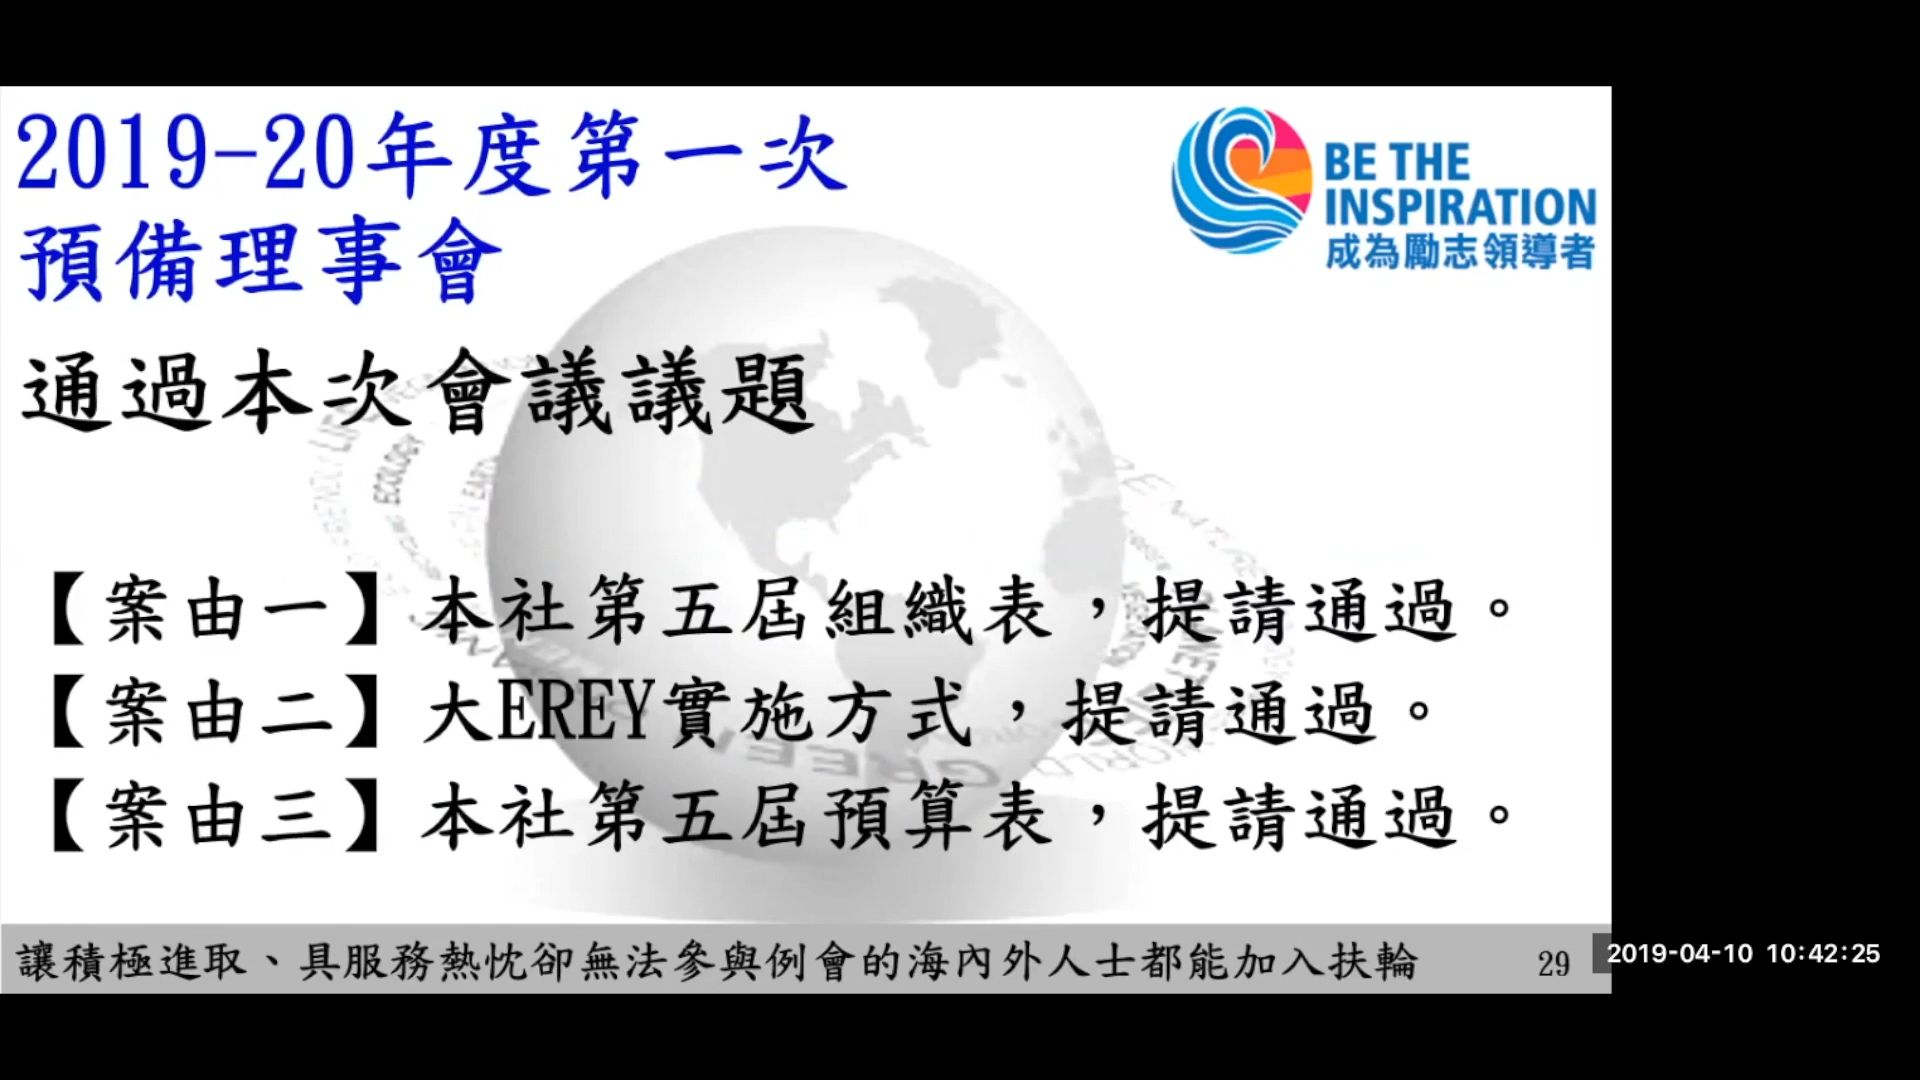 2019-20年度第一次
預備理事會
BE THE
INSPIRATION
成為勵志領導者
通過本次會議議題
【案由一】本社第五屆組織表，提請通過。
【案由二】大EREY實施方式，提請通過。
【案由三】本社第五屆預算表，提請通過。
ECOLOGY
GREEN
讓積極進取、具服務熱忱卻無法參與例會的海內外人士都能加入扶輪
29
2019-04-10 10:42:25